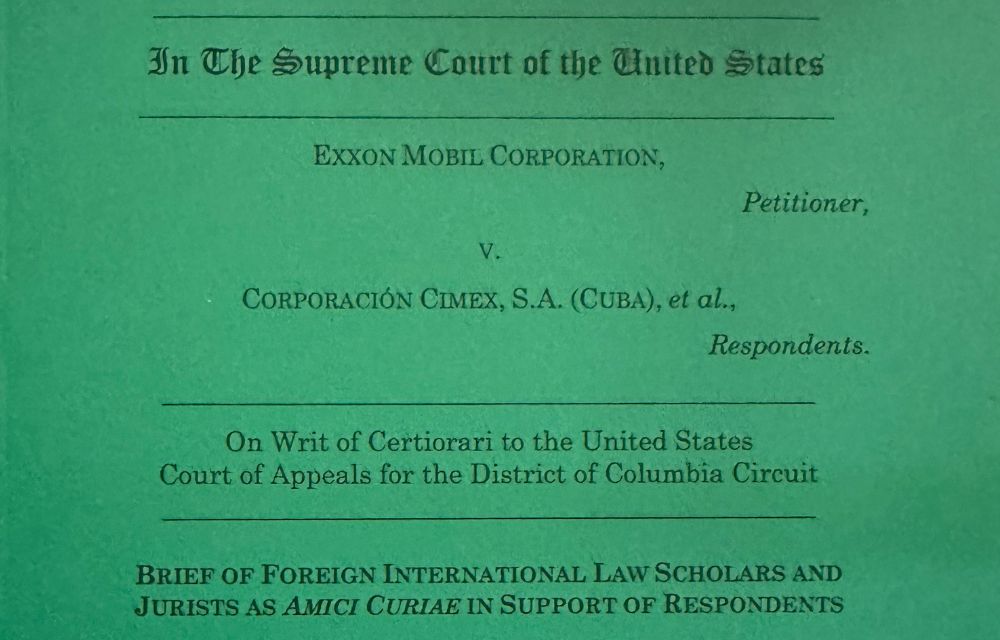 In The Supreme Court of the United States
EXXON MOBIL CORPORATION,
Petitioner,
v.
CORPORACIÓN CIMEX, S.A. (CUBA), et al.,
Respondents.
On Writ of Certiorari to the United States
Court of Appeals for the District of Columbia Circuit
BRIEF OF FOREIGN INTERNATIONAL LAW SCHOLARS AND
JURISTS AS AMICI CURIAE IN SUPPORT OF RESPONDENTS